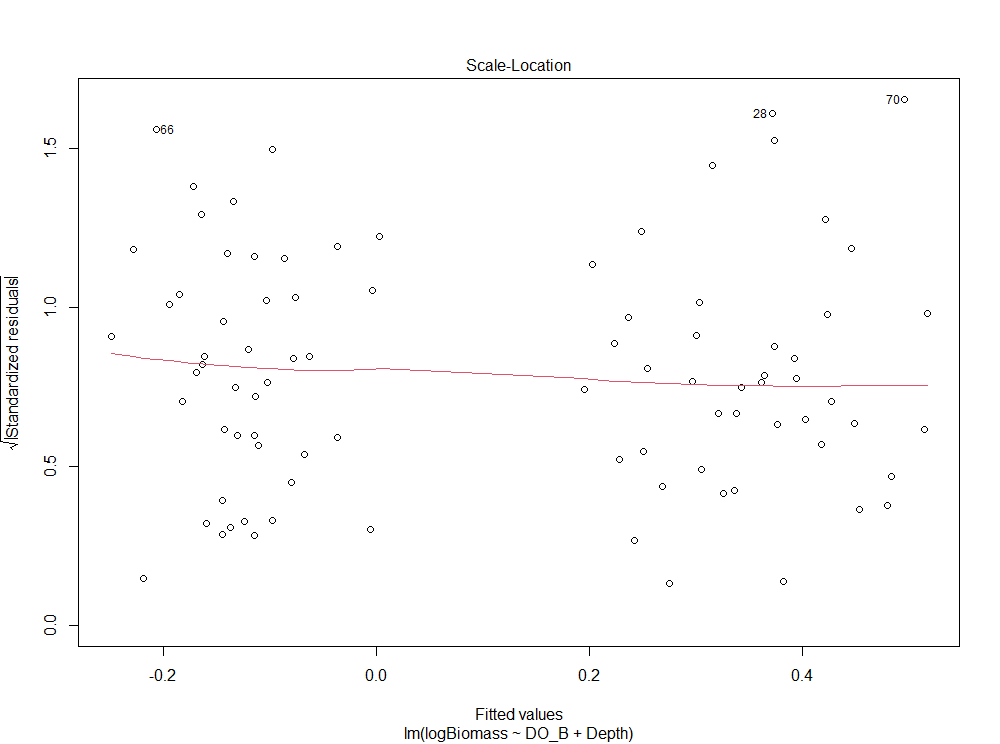 Scale-Location
70
28
66
1.5
1.0
0.5
0.0
√|Standardized residuals|
-0.2 0.0 0.2 0.4
Fitted values
lm(logBiomass ~ DO_B + Depth)